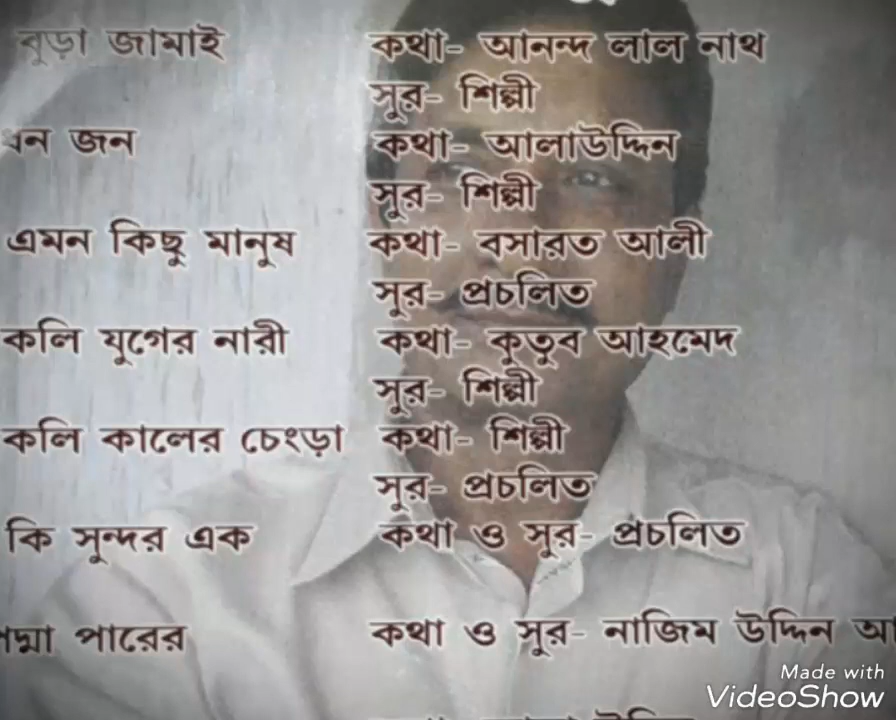 বুড়া জামাই কথা- আনন্দ লাল নাথ
সুর- শিল্পী
ধন জন কথা- আলাউদ্দিন
সুর- শিল্পী
এমন কিছু মানুষ কথা- বসারত আলী
সুর- প্রচলিত
কলি যুগের নারী কথা- কুতুব আহমেদ
সুর- শিল্পী
কলি কালের চেংড়া কথা- শিল্পী
সুর- প্রচলিত
কি সুন্দর এক কথা ও সুর- প্রচলিত
পারের কথা ও সুর- নাজিম উদ্দিন
Made with
VideoShow